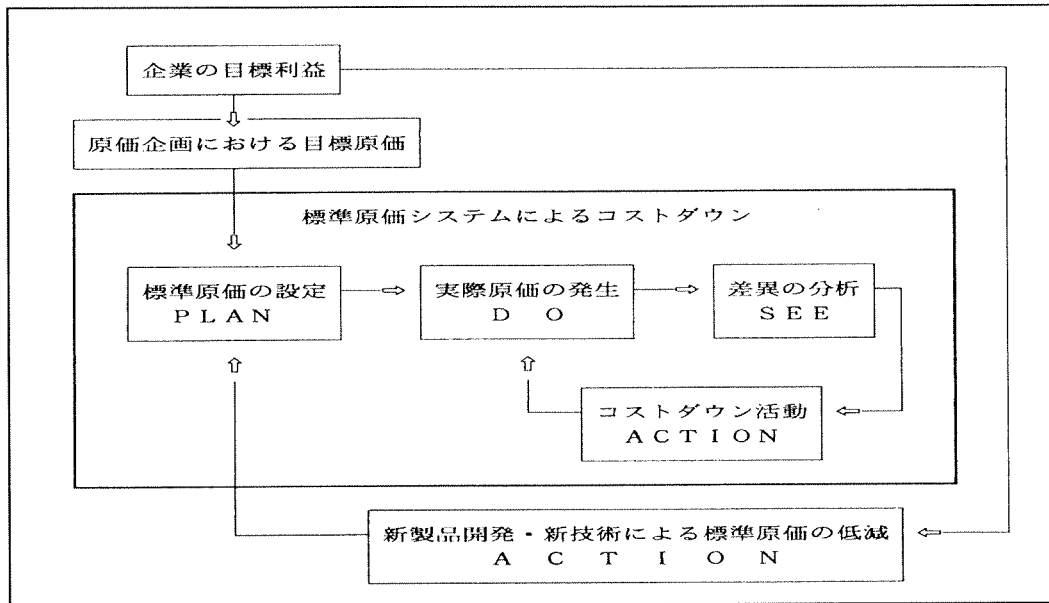 企業の目標利益
原価企画における目標原価
標準原価システムによるコストダウン
標準原価の設定
PLAN
実際原価の発生
DO
差異の分析
SEE
コストダウン活動
ACTION
新製品開発・新技術による標準原価の低減
ACTION